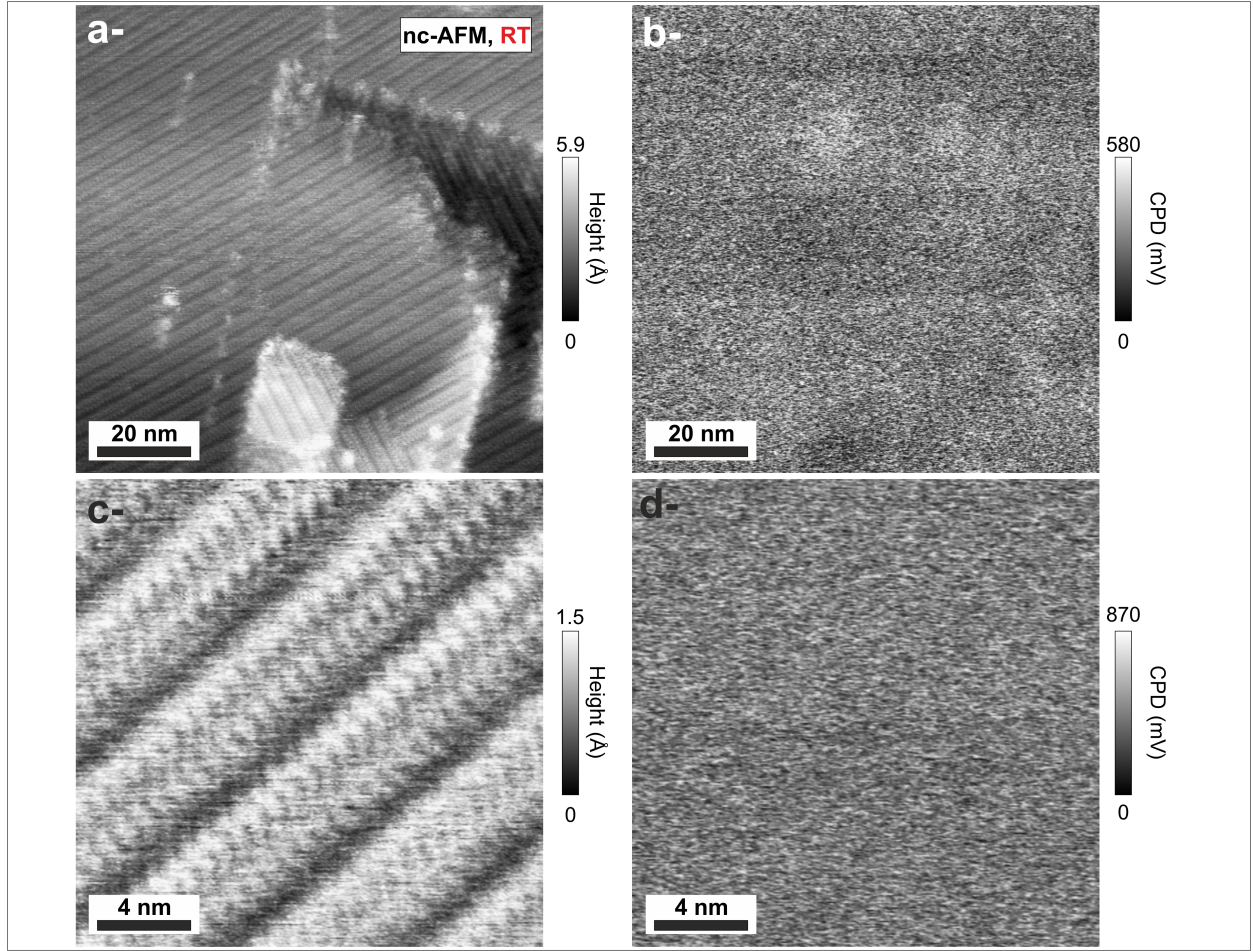 a-
nc-AFM, RT
5.9
Height (Å)
0
20 nm
b-
580
CPD (mV)
0
20 nm
c-
1.5
Height (Å)
0
4 nm
d-
870
CPD (mV)
0
4 nm